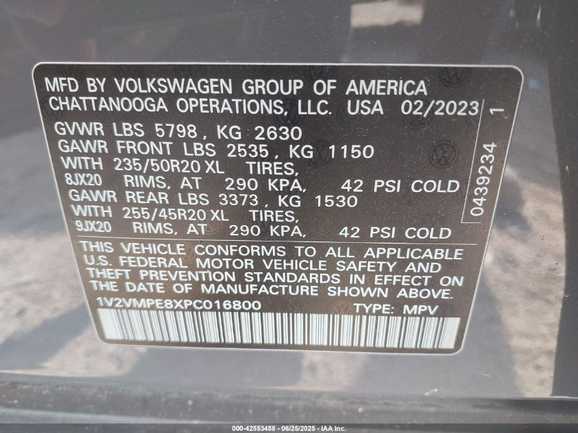 MFD BY VOLKSWAGEN GROUP OF AMERICA
CHATTANOOGA OPERATIONS, LLC. USA 02/2023
GVWR LBS 5798, KG 2630
GAWR FRONT LBS 2535, KG 1150
WITH 235/50R20 XL TIRES,
8JX20 RIMS, AT 290 KPA, 42 PSI COLD
GAWR REAR LBS 3373, KG 1530
WITH 255/45R20 XL TIRES,
9JX20 RIMS, AT 290 KPA, 42 PSI COLD
THIS VEHICLE CONFORMS TO ALL APPLICABLE
U.S. FEDERAL MOTOR VEHICLE SAFETY AND
THEFT PREVENTION STANDARDS IN EFFECT ON
THE DATE OF MANUFACTURE SHOWN ABOVE.
1V2VMPE8XPC016800 TYPE: MPV
0439234 1
000-42553488 - 06/25/2025 - IAAI.com